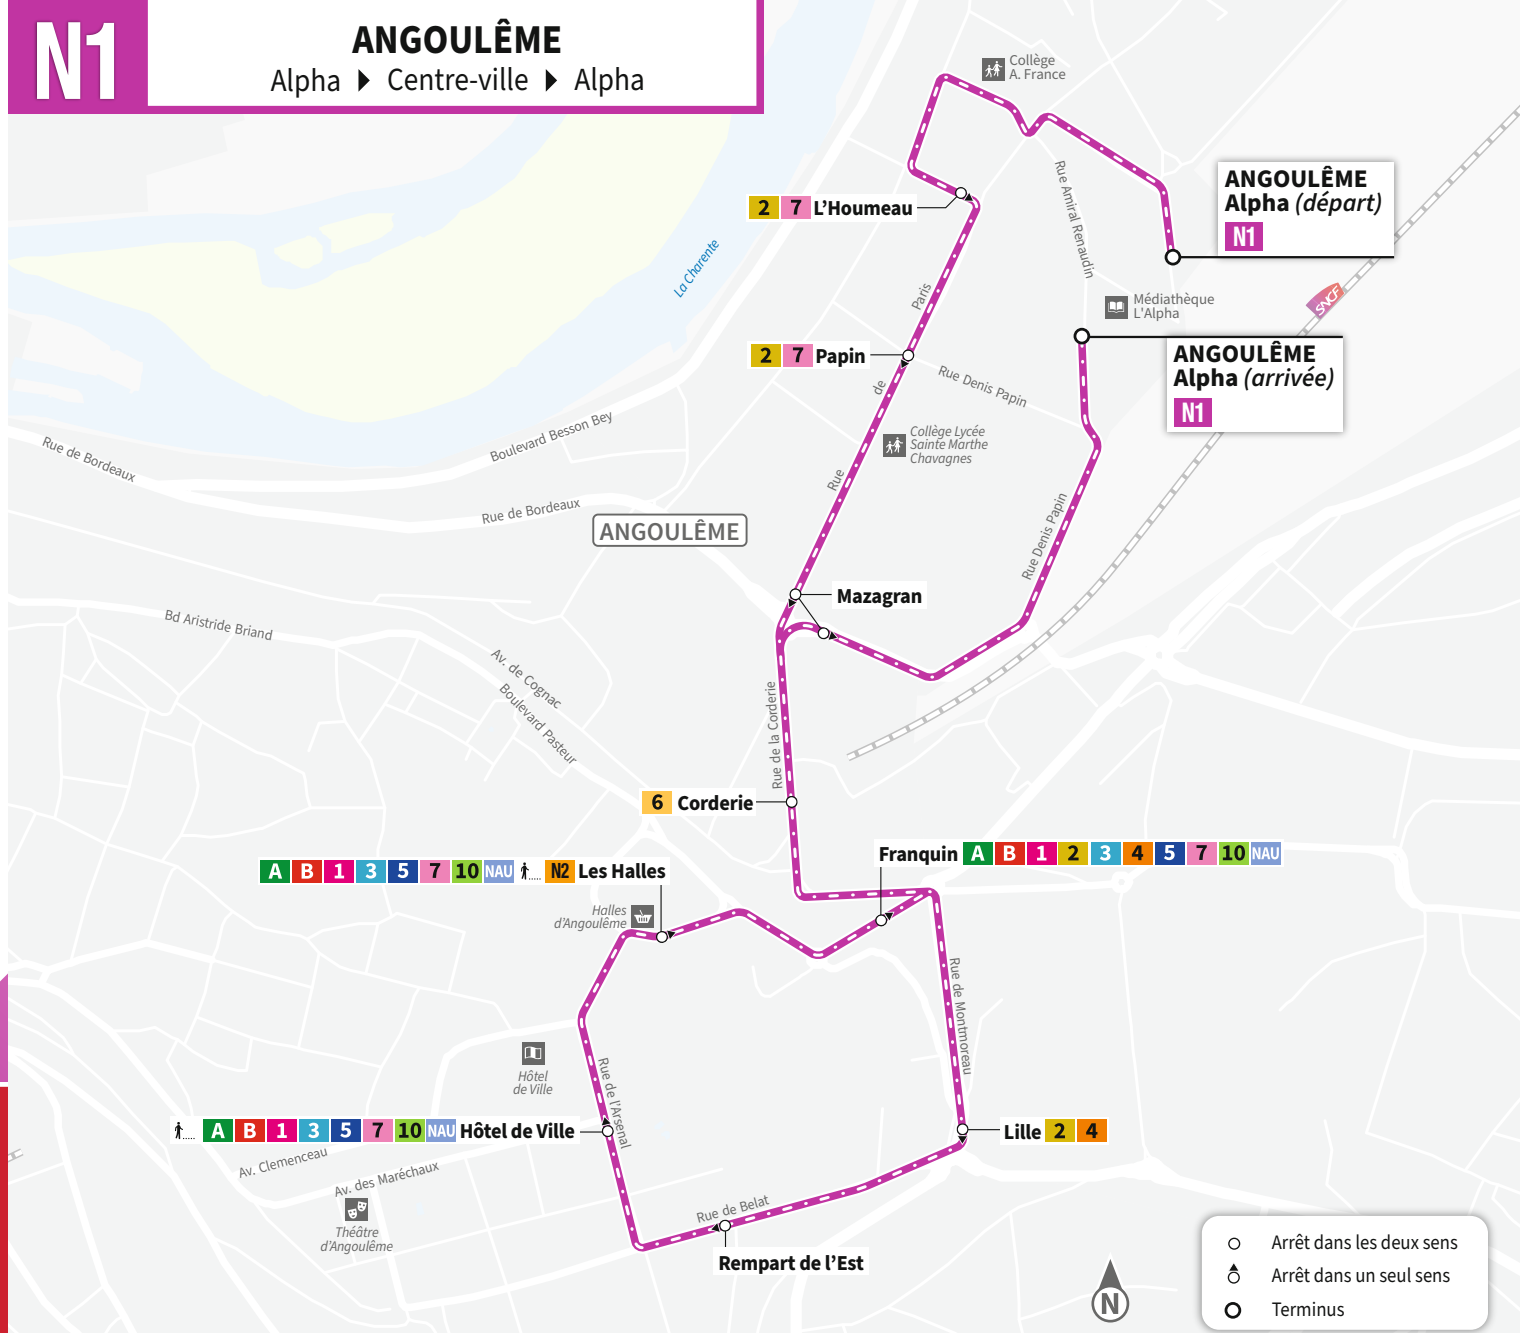 N1
ANGOULÊME
Alpha Centre-ville Alpha
Collège
A. France
ANGOULÊME
Alpha (départ)
N1
Rue Amiral Renaudin
2 7 L'Houmeau
La Charente
Paris
SNCF
Médiathèque
L'Alpha
ANGOULÊME
Alpha (arrivée)
N1
2 7 Papin
de
Rue Denis Papin
Collège Lycée
Sainte Marthe
Chavagnes
Boulevard Besson Bey
Rue de Bordeaux
Rue
Rue de Bordeaux
ANGOULÊME
Rue Denis Papin
Mazagran
Bd Aristride Briand
Av. de Cognac
Boulevard Pasteur
Rue de la Corderie
6 Corderie
Franquin A B 1 2 3 4 5 7 10 NAU
A B 1 3 5 7 10 NAU N2 Les Halles
Halles
d'Angoulême
Rue de Montmoreau
Hôtel
de Ville
Rue de l'Arsenal
A B 1 3 5 7 10 NAU Hôtel de Ville
Lille 2 4
Av. Clemenceau
Av. des Maréchaux
Théâtre
d'Angoulême
Rue de Belat
Rempart de l'Est
N
Arrêt dans les deux sens
Arrêt dans un seul sens
Terminus